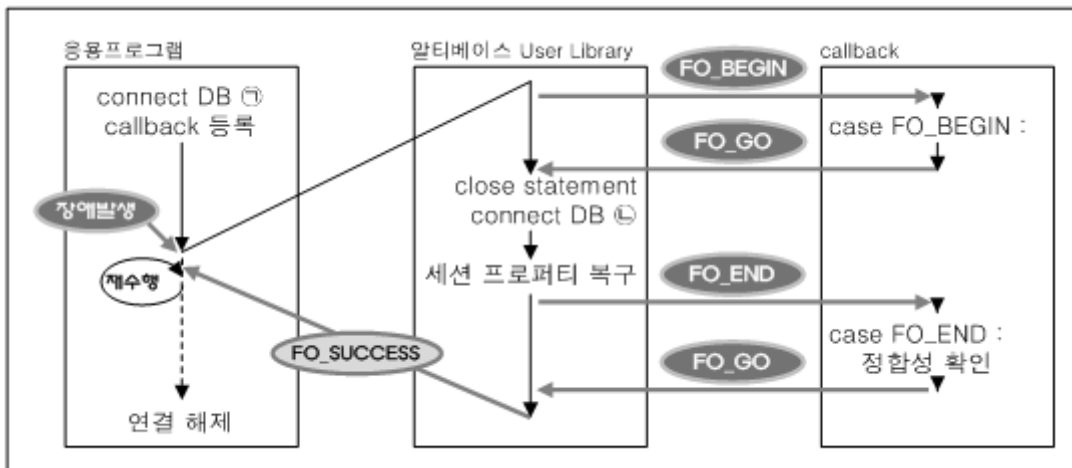 응용프로그램
connect DB ㉠
callback 등록
장애발생
재수행
연결 해제
FO_SUCCESS
알티베이스 User Library
close statement
connect DB ㉡
세션 프로퍼티 복구
FO_BEGIN
FO_GO
FO_END
FO_GO
callback
case FO_BEGIN :
case FO_END :
정합성 확인